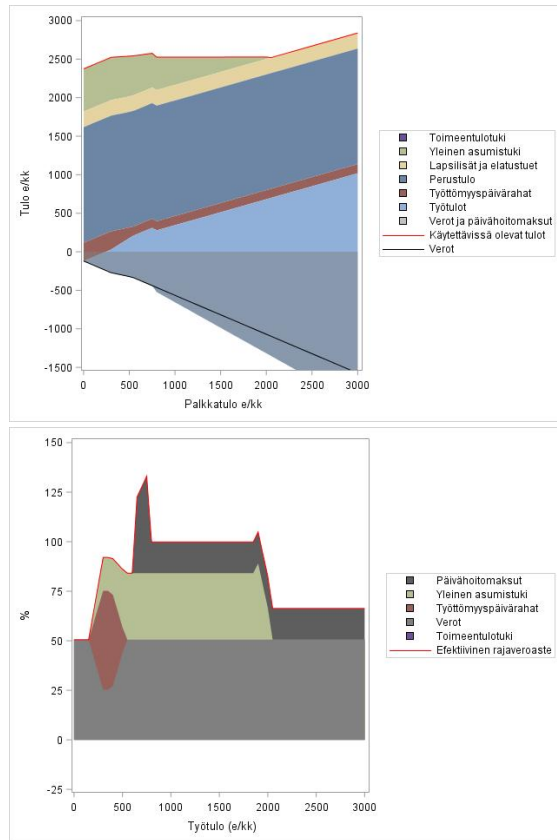 3000
2500
2000
1500
1000
500
0
-500
-1000
-1500
Tulo e/kk
0
500
1000
1500
2000
2500
3000
Palkkatulo e/kk
Toimeentulotuki
Yleinen asumistuki
Lapsilisät ja elatustuet
Perustulo
Työttömyyspäivärahat
Työtulot
Verot ja päivähoitomaksut
Käytettävissä olevat tulot
Verot
150
125
100
75
50
25
0
-25
%
0
500
1000
1500
2000
2500
3000
Työtulo (e/kk)
Päivähoitomaksut
Yleinen asumistuki
Työttömyyspäivärahat
Verot
Toimeentulotuki
Efektiivinen rajaveroaste